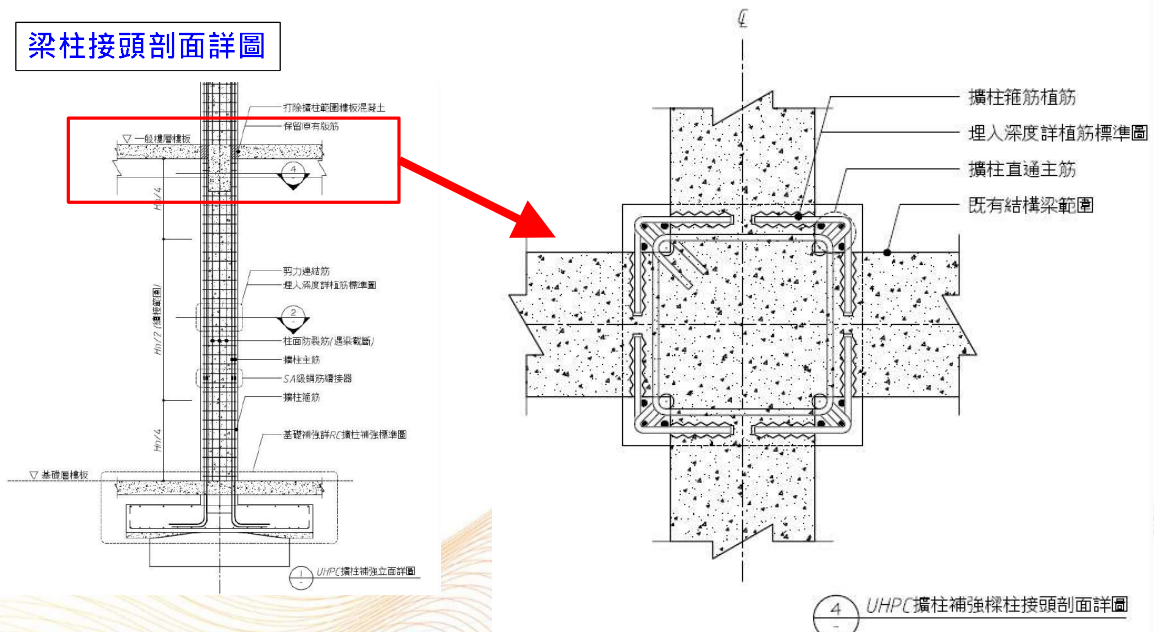 梁柱接頭剖面詳圖
打除擴柱範圍樓板混凝土
保留原有版筋
▽ 一般樓層樓板
4
Hn/4
剪力連結筋
埋入深度詳植筋標準圖
Hn/2 (續接範圍)
2
柱面防裂筋(遇梁截斷)
擴柱主筋
SA級鋼筋續接器
擴柱箍筋
Hn/4
基礎補強詳RC擴柱補強標準圖
▽ 基礎層樓板
1
UHPC擴柱補強立面詳圖
℄
擴柱箍筋植筋
埋入深度詳植筋標準圖
擴柱直通主筋
既有結構梁範圍
4
UHPC擴柱補強樑柱接頭剖面詳圖